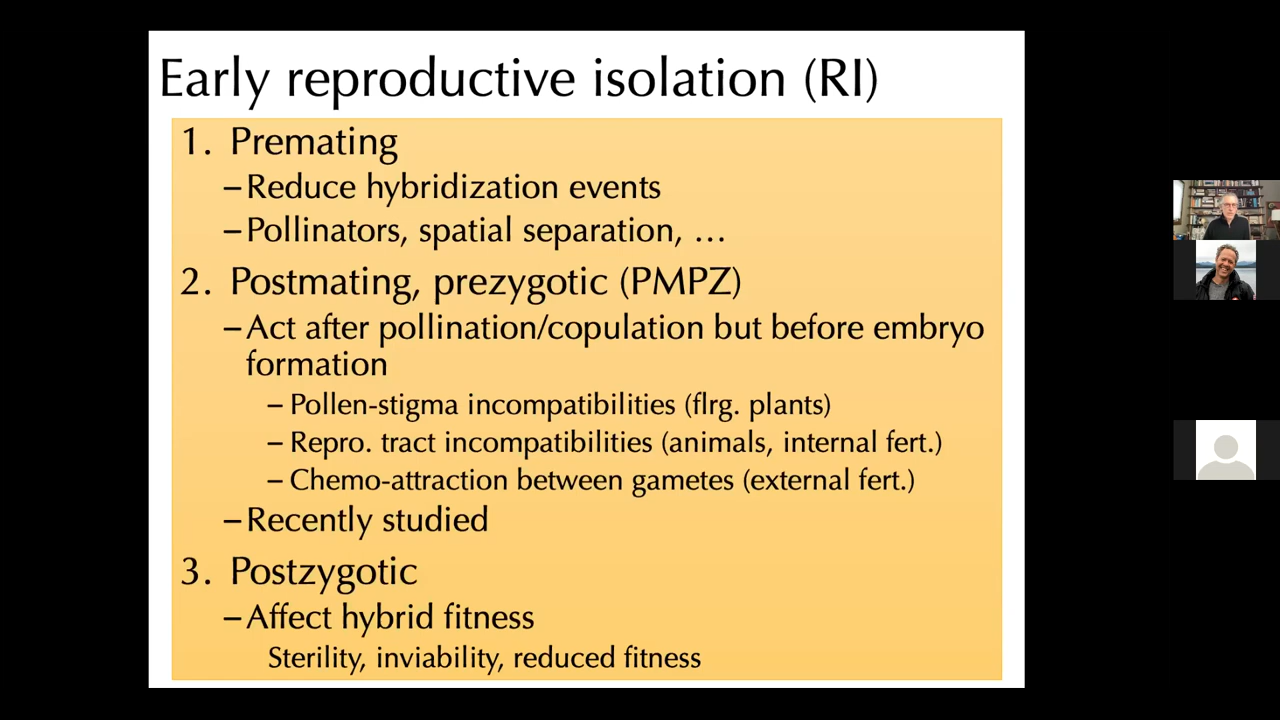 Early reproductive isolation (RI)
1. Premating
–Reduce hybridization events
–Pollinators, spatial separation, …
2. Postmating, prezygotic (PMPZ)
–Act after pollination/copulation but before embryo
formation
– Pollen-stigma incompatibilities (flrg. plants)
– Repro. tract incompatibilities (animals, internal fert.)
– Chemo-attraction between gametes (external fert.)
–Recently studied
3. Postzygotic
–Affect hybrid fitness
Sterility, inviability, reduced fitness